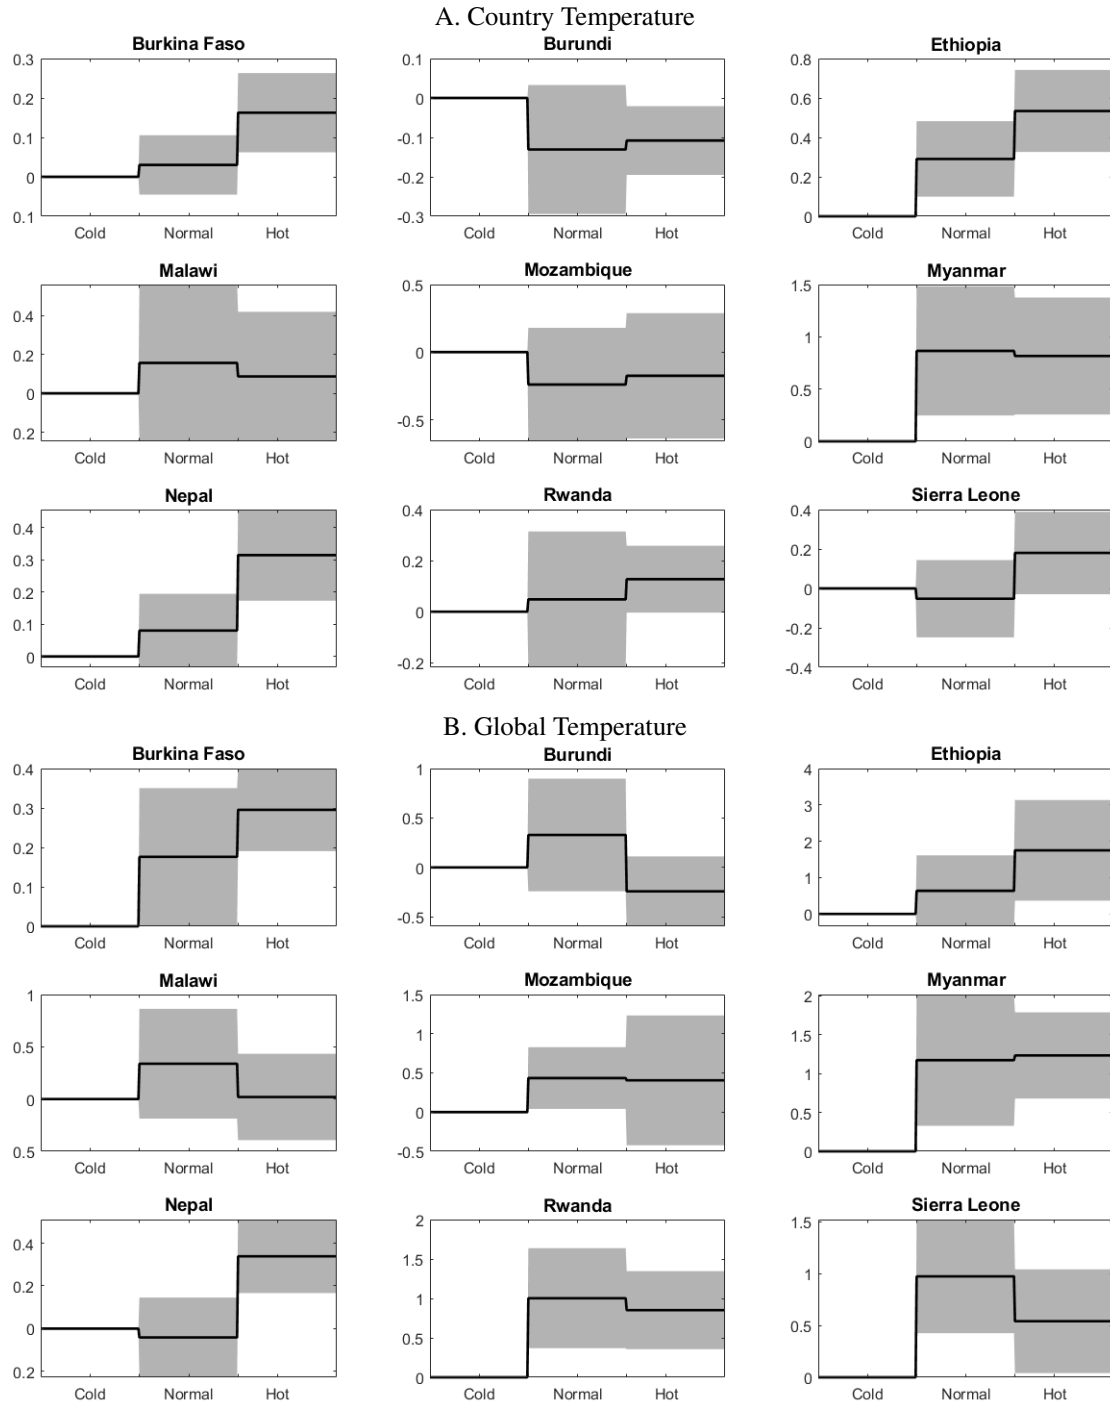 A. Country Temperature
Burkina Faso
0.3
0.2
0.1
0
0.1
Cold Normal Hot
Burundi
0.1
0
-0.1
-0.2
-0.3
Cold Normal Hot
Ethiopia
0.8
0.6
0.4
0.2
0
Cold Normal Hot
Malawi
0.4
0.2
0
0.2
Cold Normal Hot
Mozambique
0.5
0
-0.5
Cold Normal Hot
Myanmar
1.5
1
0.5
0
Cold Normal Hot
Nepal
0.4
0.3
0.2
0.1
0
Cold Normal Hot
Rwanda
0.4
0.2
0
-0.2
Cold Normal Hot
Sierra Leone
0.4
0.2
0
-0.2
-0.4
Cold Normal Hot
B. Global Temperature
Burkina Faso
0.4
0.3
0.2
0.1
0
Cold Normal Hot
Burundi
1
0.5
0
-0.5
Cold Normal Hot
Ethiopia
4
3
2
1
0
Cold Normal Hot
Malawi
1
0.5
0
0.5
Cold Normal Hot
Mozambique
1.5
1
0.5
0
-0.5
Cold Normal Hot
Myanmar
2
1.5
1
0.5
0
Cold Normal Hot
Nepal
0.4
0.2
0
0.2
Cold Normal Hot
Rwanda
2
1.5
1
0.5
0
Cold Normal Hot
Sierra Leone
1.5
1
0.5
0
Cold Normal Hot